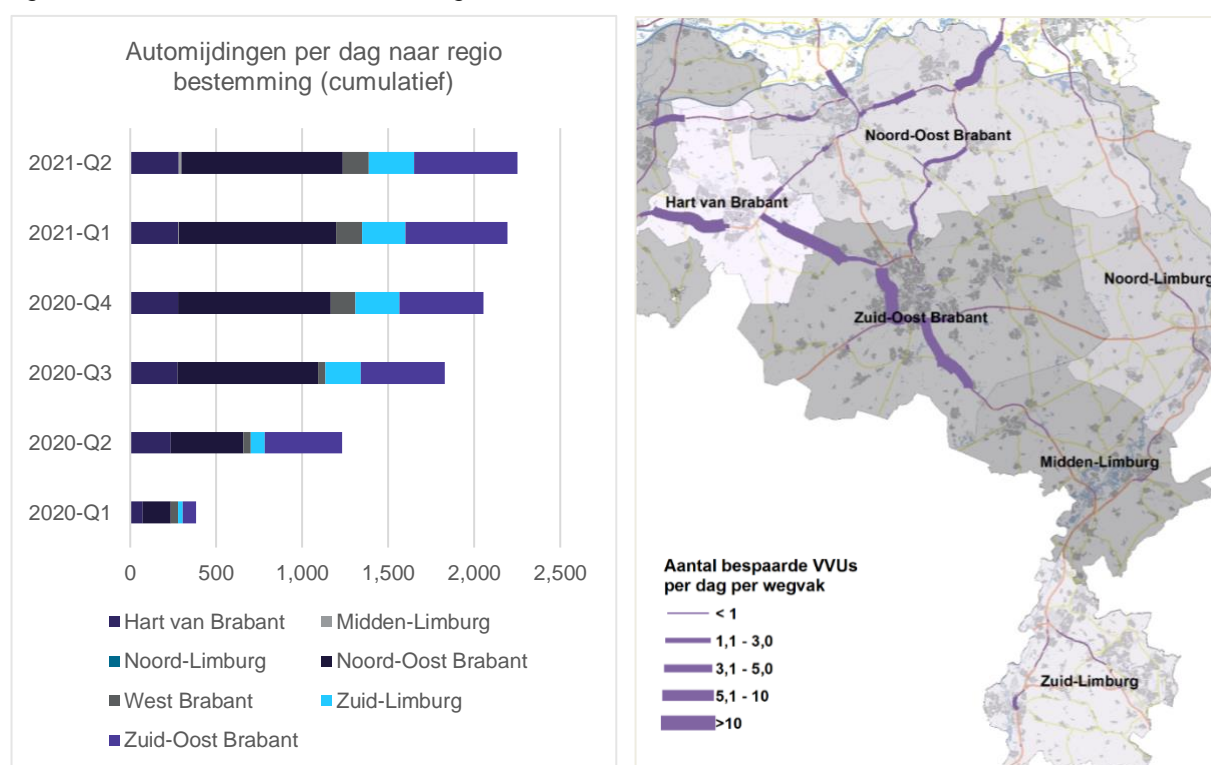 Automijdingen per dag naar regio
bestemming (cumulatief)
2021-Q2
2021-Q1
2020-Q4
2020-Q3
2020-Q2
2020-Q1
0 500 1,000 1,500 2,000 2,500
Hart van Brabant Midden-Limburg
Noord-Limburg Noord-Oost Brabant
West Brabant Zuid-Limburg
Zuid-Oost Brabant
Noord-Oost Brabant
Hart van Brabant
Noord-Limburg
Zuid-Oost Brabant
Midden-Limburg
Zuid-Limburg
Aantal bespaarde VVUs
per dag per wegvak
< 1
1,1 - 3,0
3,1 - 5,0
5,1 - 10
>10